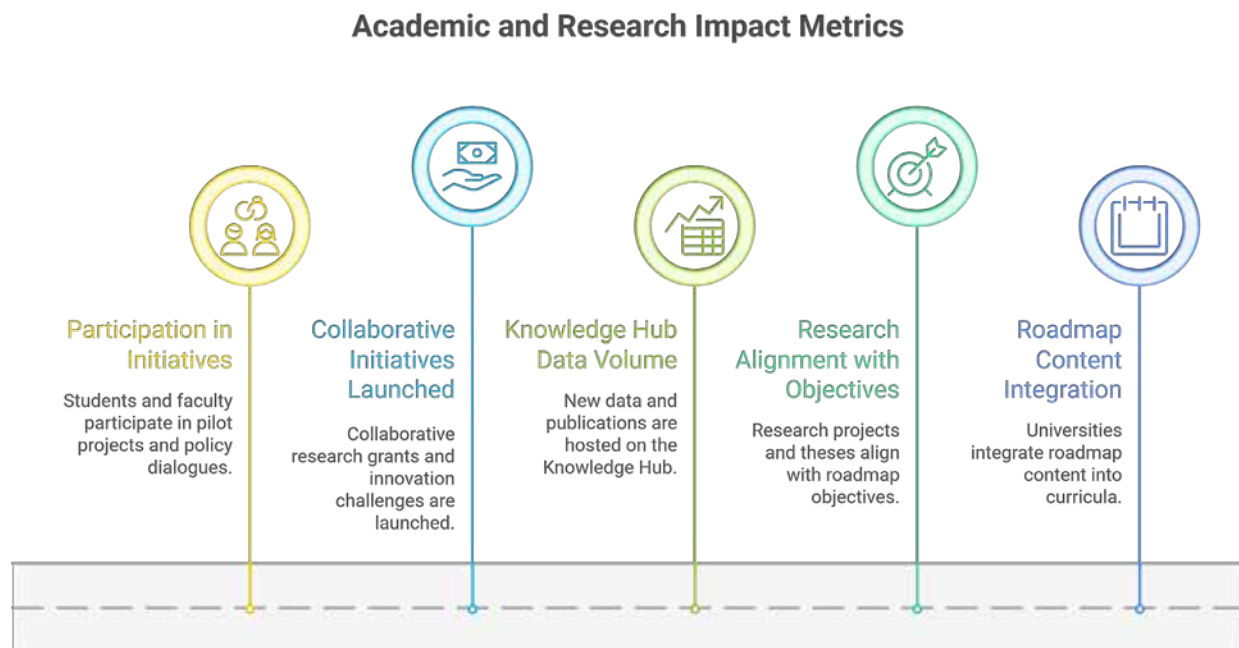 Academic and Research Impact Metrics
Participation in
Initiatives
Students and faculty
participate in pilot
projects and policy
dialogues.
Collaborative
Initiatives
Launched
Collaborative
research grants and
innovation
challenges are
launched.
Knowledge Hub
Data Volume
New data and
publications are
hosted on the
Knowledge Hub.
Research
Alignment with
Objectives
Research projects
and theses align
with roadmap
objectives.
Roadmap
Content
Integration
Universities
integrate roadmap
content into
curricula.